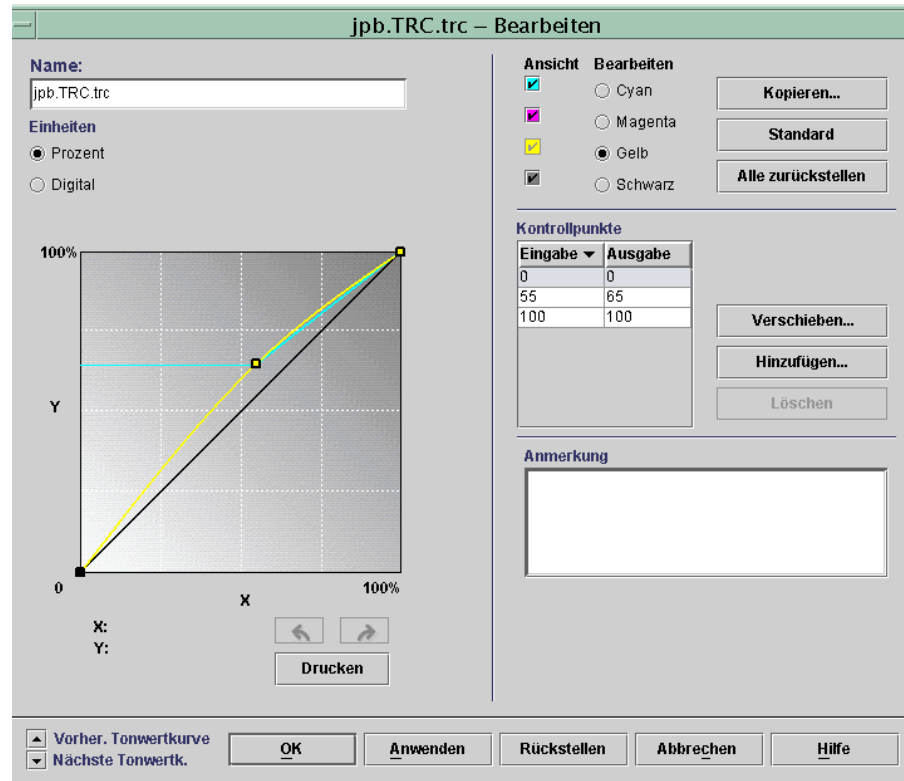 jpb.TRC.trc – Bearbeiten
Name:
jpb.TRC.trc
Einheiten
Prozent
Digital
100%
Y
0
X
100%
X:
Y:
Drucken
Ansicht Bearbeiten
Cyan
Magenta
Gelb
Schwarz
Kopieren...
Standard
Alle zurückstellen
Kontrollpunkte
Eingabe Ausgabe
0 0
55 65
100 100
Verschieben...
Hinzufügen...
Löschen
Anmerkung
Vorher. Tonwertkurve
Nächste Tonwertk.
OK Anwenden Rückstellen Abbrechen Hilfe